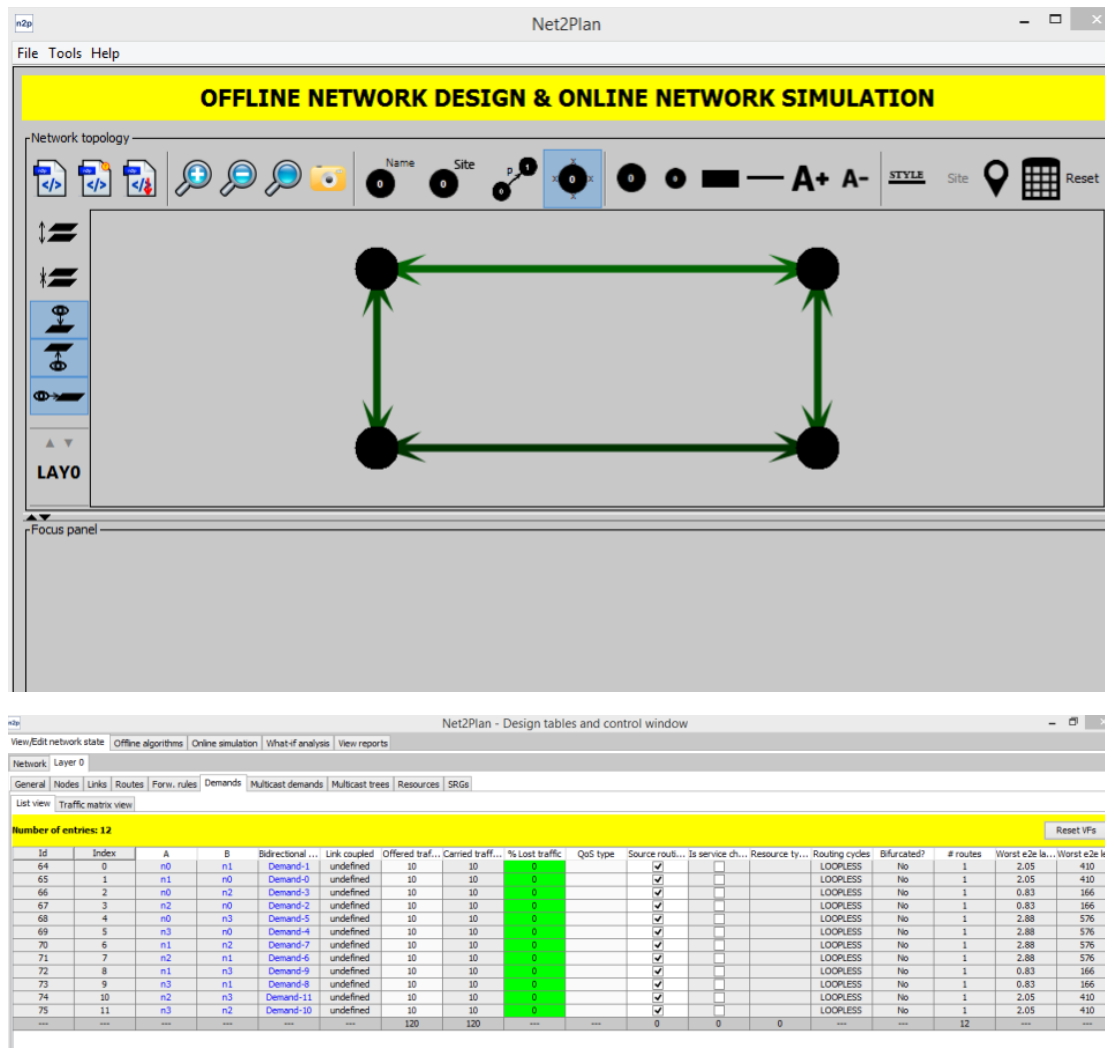 n2p Net2Plan
File Tools Help
OFFLINE NETWORK DESIGN & ONLINE NETWORK SIMULATION
Network topology
Name Site A+ A- STYLE Site Reset
LAY0
Focus panel
n2p Net2Plan - Design tables and control window
View/Edit network state Offline algorithms Online simulation What-if analysis View reports
Network Layer 0
General Nodes Links Routes Forw. rules Demands Multicast demands Multicast trees Resources SRGs
List view Traffic matrix view
Number of entries: 12 Reset VFs
Id Index A B Bidirectional ... Link coupled Offered traf... Carried traff... % Lost traffic QoS type Source routi... Is service ch... Resource ty... Routing cycles Bifurcated? # routes Worst e2e la... Worst e2e le
64 0 n0 n1 Demand-1 undefined 10 10 0 LOOPLESS No 1 2.05 410
65 1 n1 n0 Demand-0 undefined 10 10 0 LOOPLESS No 1 2.05 410
66 2 n0 n2 Demand-3 undefined 10 10 0 LOOPLESS No 1 0.83 166
67 3 n2 n0 Demand-2 undefined 10 10 0 LOOPLESS No 1 0.83 166
68 4 n0 n3 Demand-5 undefined 10 10 0 LOOPLESS No 1 2.88 576
69 5 n3 n0 Demand-4 undefined 10 10 0 LOOPLESS No 1 2.88 576
70 6 n1 n2 Demand-7 undefined 10 10 0 LOOPLESS No 1 2.88 576
71 7 n2 n1 Demand-6 undefined 10 10 0 LOOPLESS No 1 2.88 576
72 8 n1 n3 Demand-9 undefined 10 10 0 LOOPLESS No 1 0.83 166
73 9 n3 n1 Demand-8 undefined 10 10 0 LOOPLESS No 1 0.83 166
74 10 n2 n3 Demand-11 undefined 10 10 0 LOOPLESS No 1 2.05 410
75 11 n3 n2 Demand-10 undefined 10 10 0 LOOPLESS No 1 2.05 410
--- --- --- --- --- --- 120 120 --- --- 0 0 0 --- --- 12 --- ---